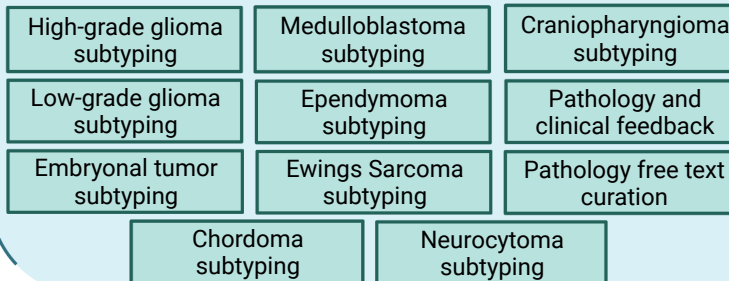 High-grade glioma
subtyping
Medulloblastoma
subtyping
Craniopharyngioma
subtyping
Low-grade glioma
subtyping
Ependymoma
subtyping
Pathology and
clinical feedback
Embryonal tumor
subtyping
Ewings Sarcoma
subtyping
Pathology free text
curation
Chordoma
subtyping
Neurocytoma
subtyping